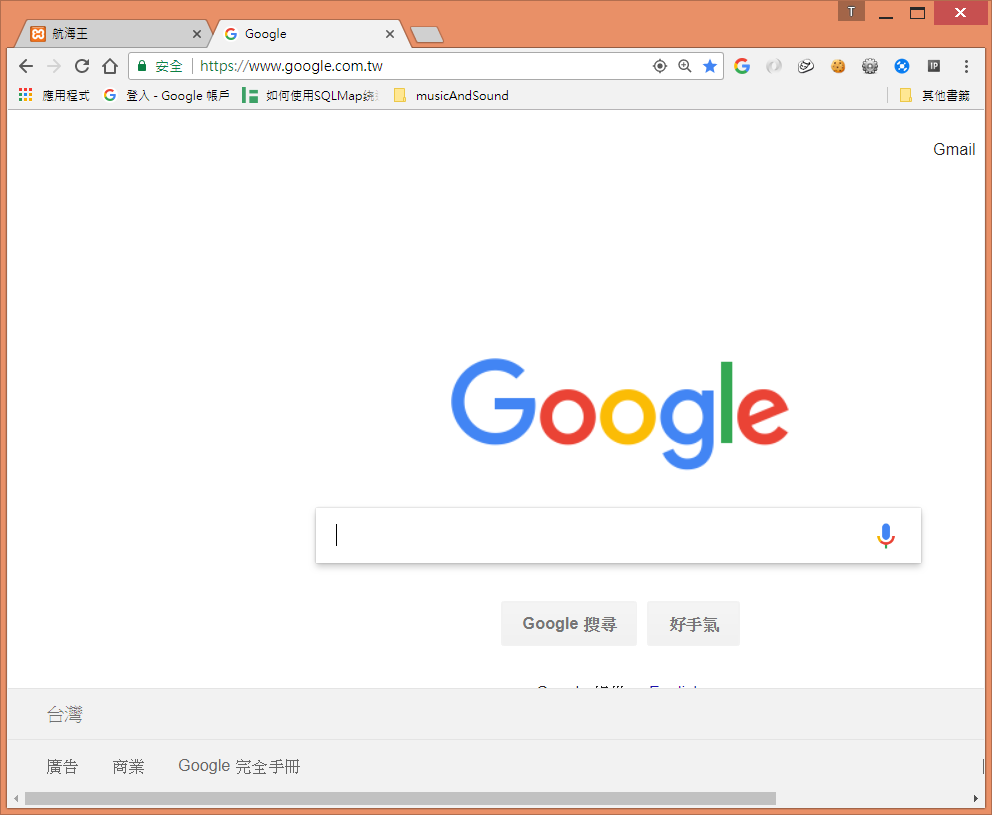 T
航海王
Google
安全 https://www.google.com.tw
IP
應用程式 登入 - Google 帳戶 如何使用SQLMap繞 musicAndSound 其他書籤
Gmail
Google
Google 搜尋 好手氣
台灣
廣告 商業 Google 完全手冊